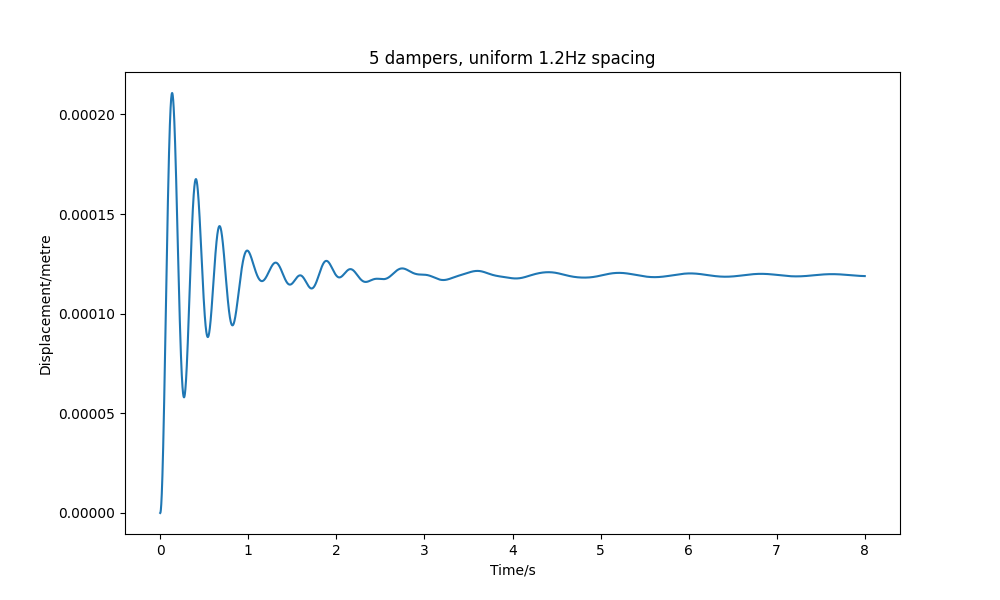 5 dampers, uniform 1.2Hz spacing
0.00020
0.00015
0.00010
0.00005
0.00000
Displacement/metre
0 1 2 3 4 5 6 7 8
Time/s